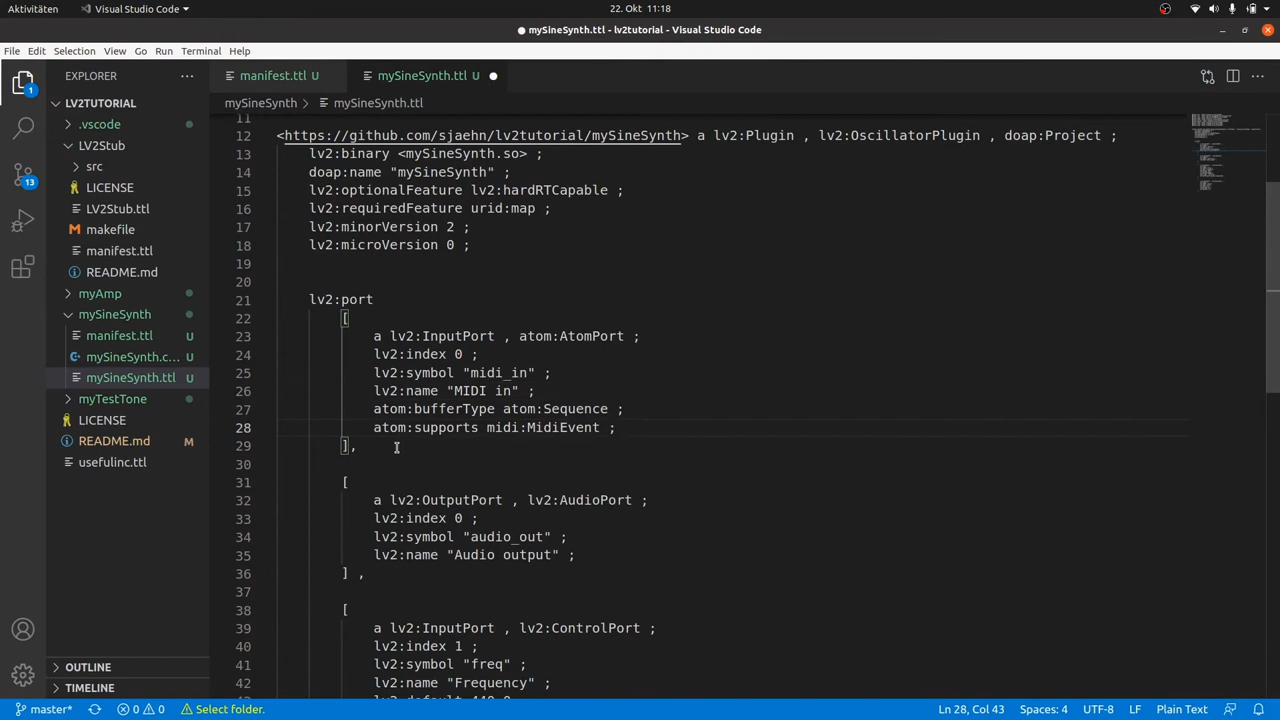 Aktivitäten
Visual Studio Code
22. Okt 11:18
mySineSynth.ttl - lv2tutorial - Visual Studio Code
File Edit Selection View Go Run Terminal Help
EXPLORER
manifest.ttl U
mySineSynth.ttl U
LV2TUTORIAL
.vscode
LV2Stub
src
LICENSE
LV2Stub.ttl
makefile
manifest.ttl
README.md
myAmp
mySineSynth
manifest.ttl U
mySineSynth.c... U
mySineSynth.ttl U
myTestTone
LICENSE
README.md U
usefulinc.ttl
OUTLINE
TIMELINE
1
13
mySineSynth > mySineSynth.ttl
11
12 <https://github.com/sjaehn/lv2tutorial/mySineSynth> a lv2:Plugin , lv2:OscillatorPlugin , doap:Project ;
13 lv2:binary <mySineSynth.so> ;
14 doap:name "mySineSynth" ;
15 lv2:optionalFeature lv2:hardRTCapable ;
16 lv2:requiredFeature urid:map ;
17 lv2:minorVersion 2 ;
18 lv2:microVersion 0 ;
19
20
21 lv2:port
22 [
23 a lv2:InputPort , atom:AtomPort ;
24 lv2:index 0 ;
25 lv2:symbol "midi_in" ;
26 lv2:name "MIDI in" ;
27 atom:bufferType atom:Sequence ;
28 atom:supports midi:MidiEvent ;
29 ],
30
31 [
32 a lv2:OutputPort , lv2:AudioPort ;
33 lv2:index 0 ;
34 lv2:symbol "audio_out" ;
35 lv2:name "Audio output" ;
36 ] ,
37
38 [
39 a lv2:InputPort , lv2:ControlPort ;
40 lv2:index 1 ;
41 lv2:symbol "freq" ;
42 lv2:name "Frequency" ;
master* 0 0 Select folder. Ln 28, Col 43 Spaces: 4 UTF-8 LF Plain Text